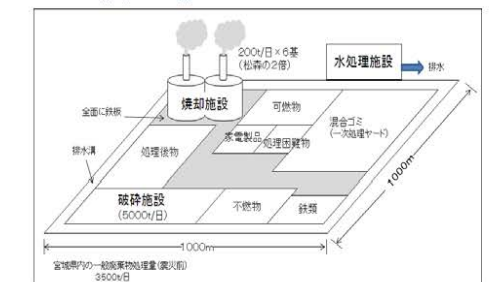 200t/日×6基
(松森の2倍)
水処理施設
排水
焼却施設
全面に鉄板
可燃物
混合ゴミ
(一次処理ヤード)
家電製品
処理困難物
排水溝
処理後物
破砕施設
(5000t/日)
不燃物
鉄類
1000m
1000m
宮城県内の一般廃棄物処理量(震災前)
3500t/日